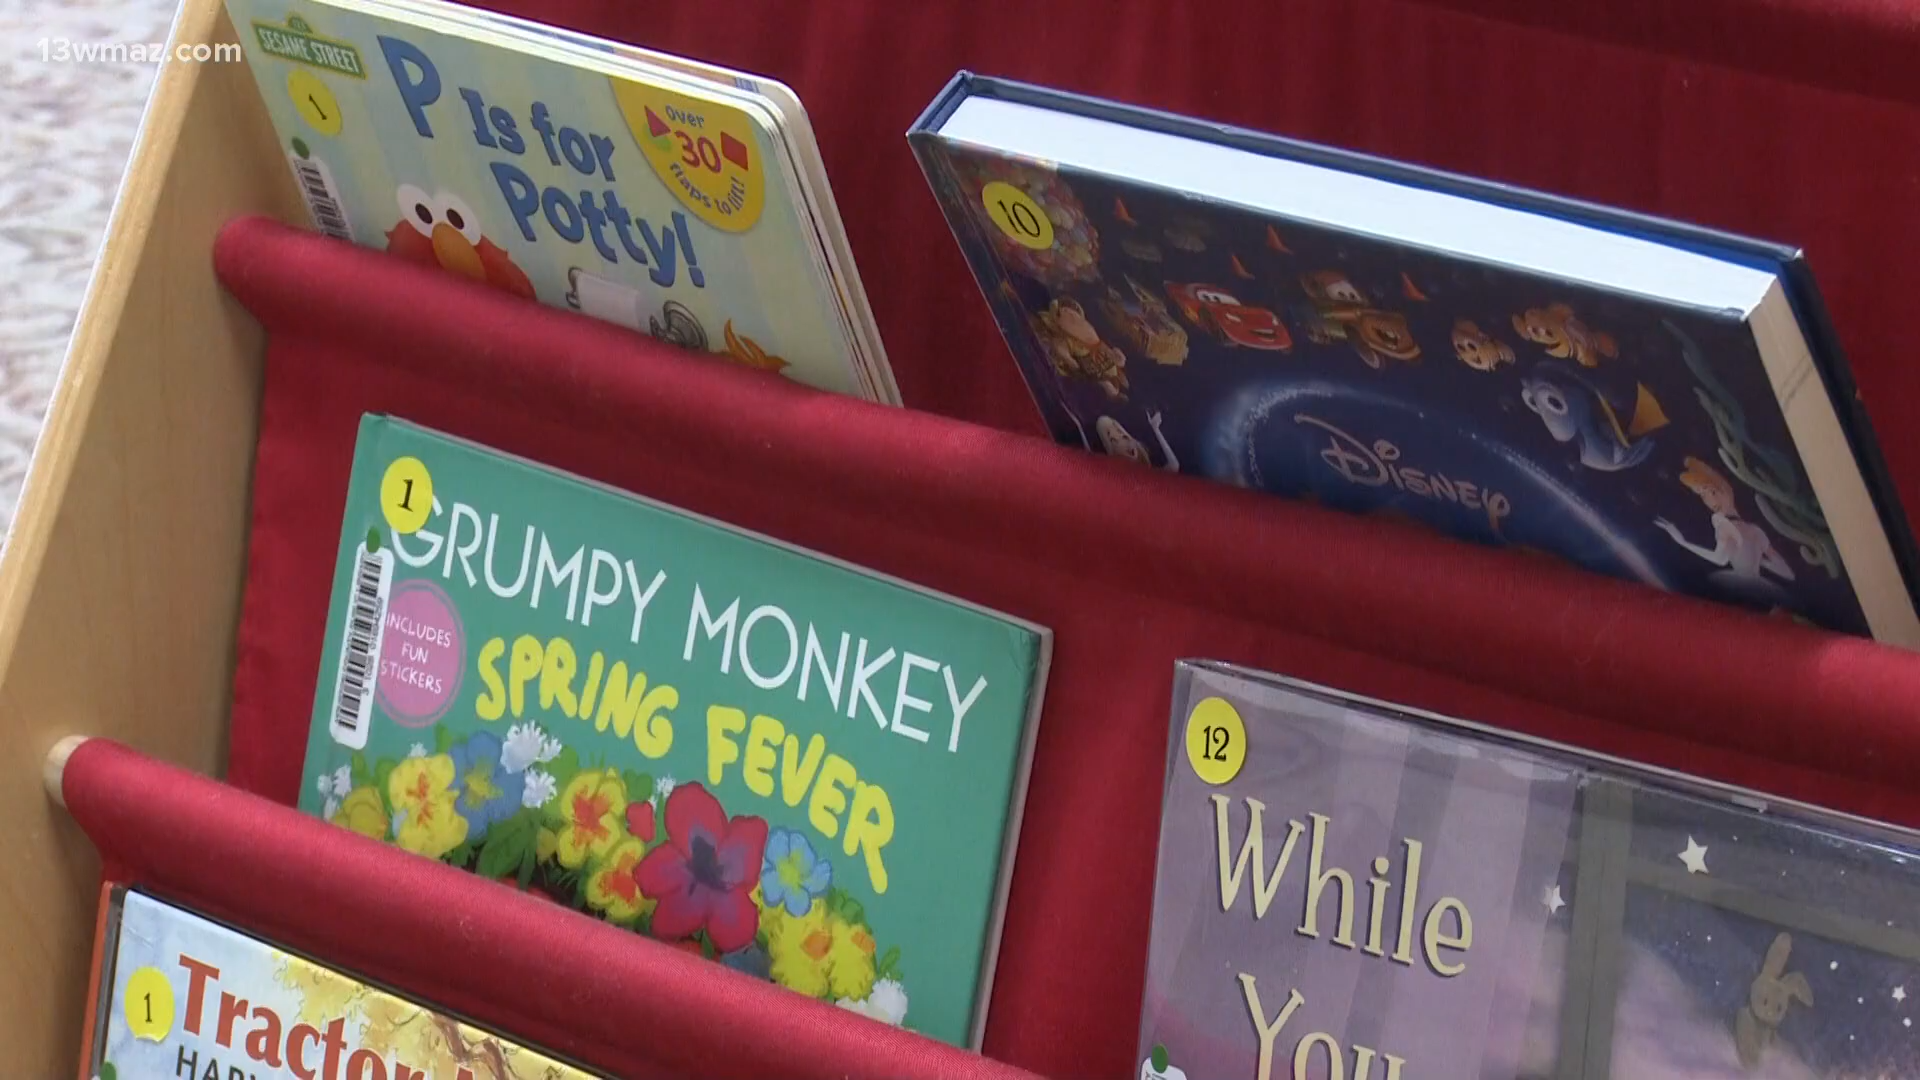 13wmaz.com
SESAME STREET
1
P Is for
Potty!
over
30
flaps to lift!
10
DISNEY
1
GRUMPY MONKEY
SPRING FEVER
INCLUDES
FUN
STICKERS
12
While
You
1
Tractor